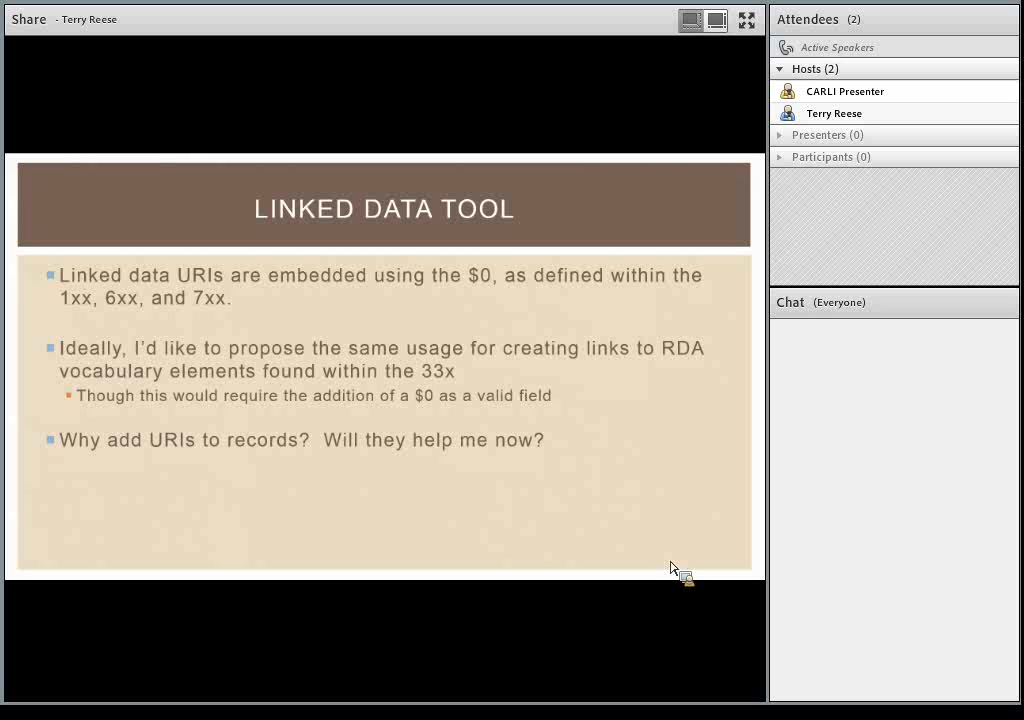 Share - Terry Reese
LINKED DATA TOOL
Linked data URIs are embedded using the $0, as defined within the
1xx, 6xx, and 7xx.
Ideally, I'd like to propose the same usage for creating links to RDA
vocabulary elements found within the 33x
Though this would require the addition of a $0 as a valid field
Why add URIs to records?  Will they help me now?
Attendees (2)
Active Speakers
Hosts (2)
CARLI Presenter
Terry Reese
Presenters (0)
Participants (0)
Chat (Everyone)